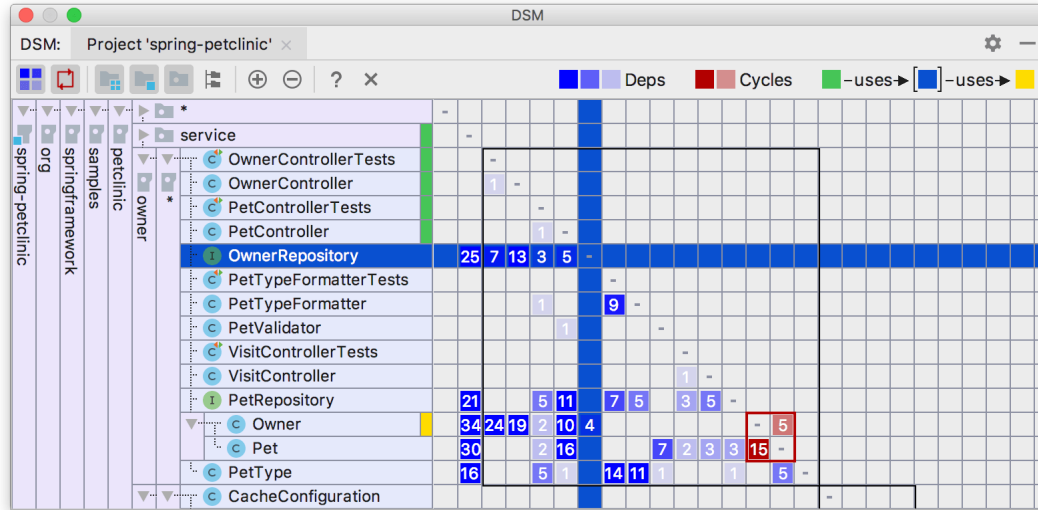 DSM
DSM: Project 'spring-petclinic' ×
? × Deps Cycles -uses→[ ]-uses→
spring-petclinic
org
springframework
samples
petclinic
* -
service -
owner
*
OwnerControllerTests -
OwnerController 1 -
PetControllerTests -
PetController 1 -
OwnerRepository 25 7 13 3 5 -
PetTypeFormatterTests -
PetTypeFormatter 1 9 -
PetValidator 1 -
VisitControllerTests -
VisitController 1 -
PetRepository 21 5 11 7 5 3 5 -
Owner 34 24 19 2 10 4 - 5
Pet 30 2 16 7 2 3 3 15 -
PetType 16 5 1 14 11 1 1 5 -
CacheConfiguration -